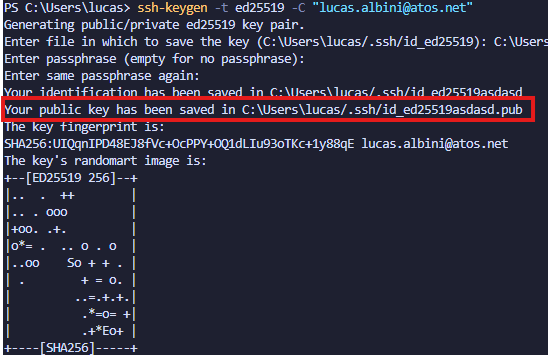 PS C:\Users\lucas> ssh-keygen -t ed25519 -C "lucas.albini@atos.net"
Generating public/private ed25519 key pair.
Enter file in which to save the key (C:\Users\lucas/.ssh/id_ed25519): C:\Users
Enter passphrase (empty for no passphrase):
Enter same passphrase again:
Your identification has been saved in C:\Users\lucas/.ssh/id_ed25519asdasd
Your public key has been saved in C:\Users\lucas/.ssh/id_ed25519asdasd.pub
The key fingerprint is:
SHA256:UIQqnIPD48EJ8fVc+OcPPY+OQ1dLIu93oTKc+1y88qE lucas.albini@atos.net
The key's randomart image is:
+--[ED25519 256]--+
|..  .  ++        |
|.. . ooo         |
|+oo. .+.         |
|o*= .  .. o . o  |
|..oo    So + + . |
| .       + = o.  |
|        ..=.+.+. |
|         .*=o= +|
|         .+*Eo+  |
+----[SHA256]-----+